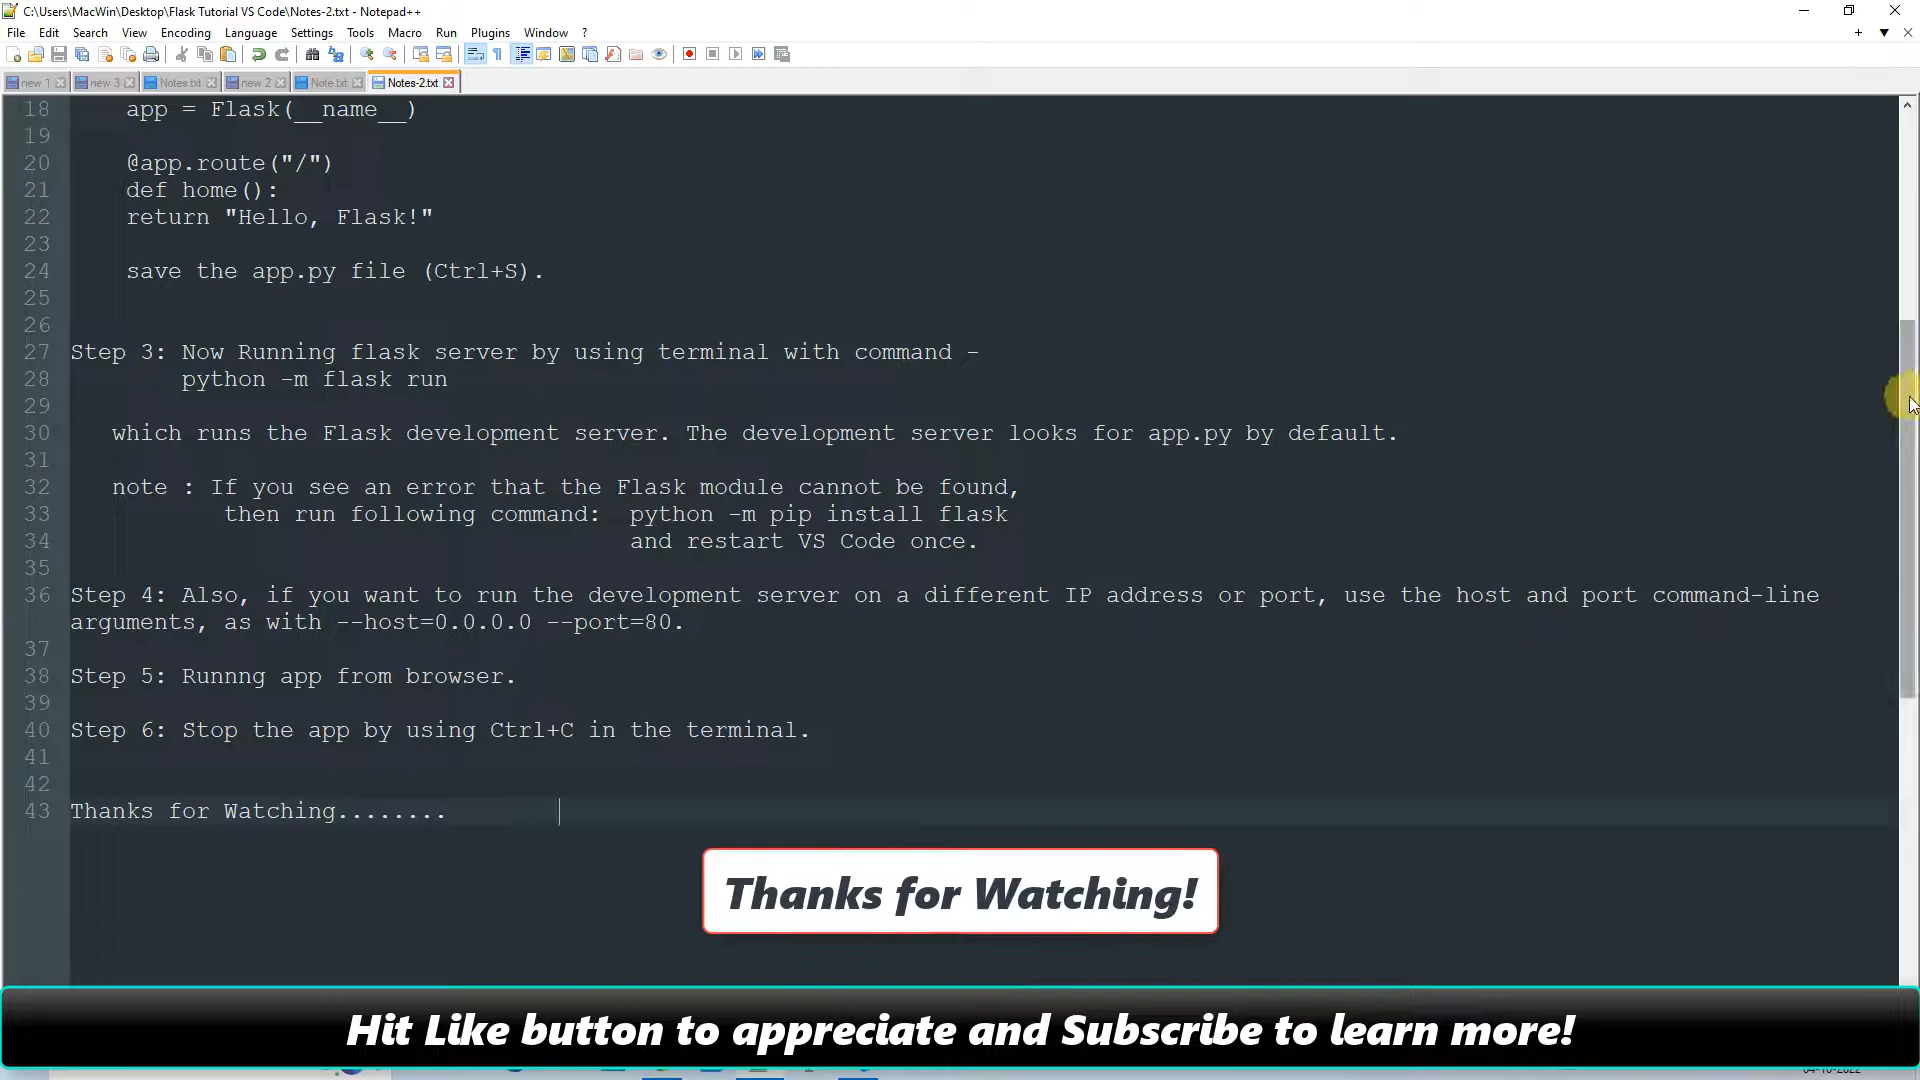 C:\Users\MacWin\Desktop\Flask Tutorial VS Code\Notes-2.txt - Notepad++
File Edit Search View Encoding Language Settings Tools Macro Run Plugins Window ?
new 1 new 3 Notes.txt new 2 Note.txt Notes-2.txt
18 app = Flask(__name__)
19
20 @app.route("/")
21 def home():
22 return "Hello, Flask!"
23
24 save the app.py file (Ctrl+S).
25
26
27 Step 3: Now Running flask server by using terminal with command -
28 python -m flask run
29
30 which runs the Flask development server. The development server looks for app.py by default.
31
32 note : If you see an error that the Flask module cannot be found,
33 then run following command: python -m pip install flask
34 and restart VS Code once.
35
36 Step 4: Also, if you want to run the development server on a different IP address or port, use the host and port command-line
arguments, as with --host=0.0.0.0 --port=80.
37
38 Step 5: Runnng app from browser.
39
40 Step 6: Stop the app by using Ctrl+C in the terminal.
41
42
43 Thanks for Watching........
Thanks for Watching!
Hit Like button to appreciate and Subscribe to learn more!